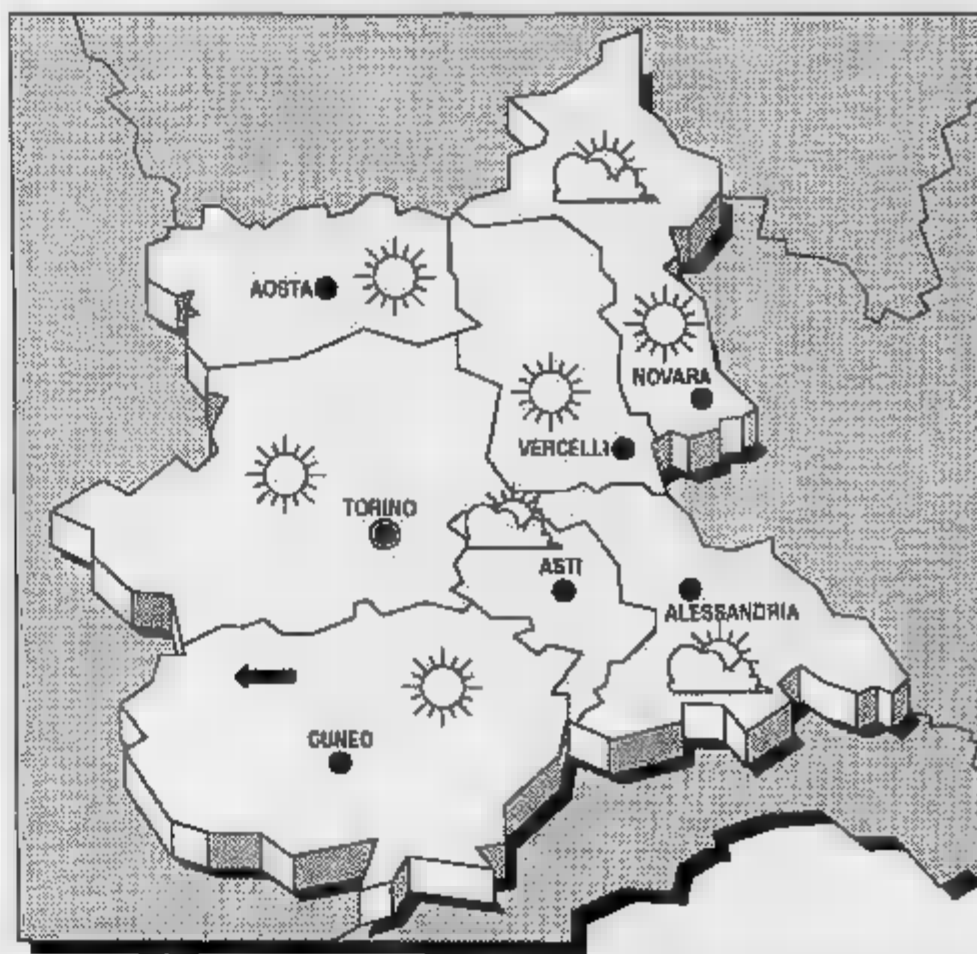 AOSTA
NOVARA
VERCELLI
TORINO
ASTI
ALESSANDRIA
CUNEO